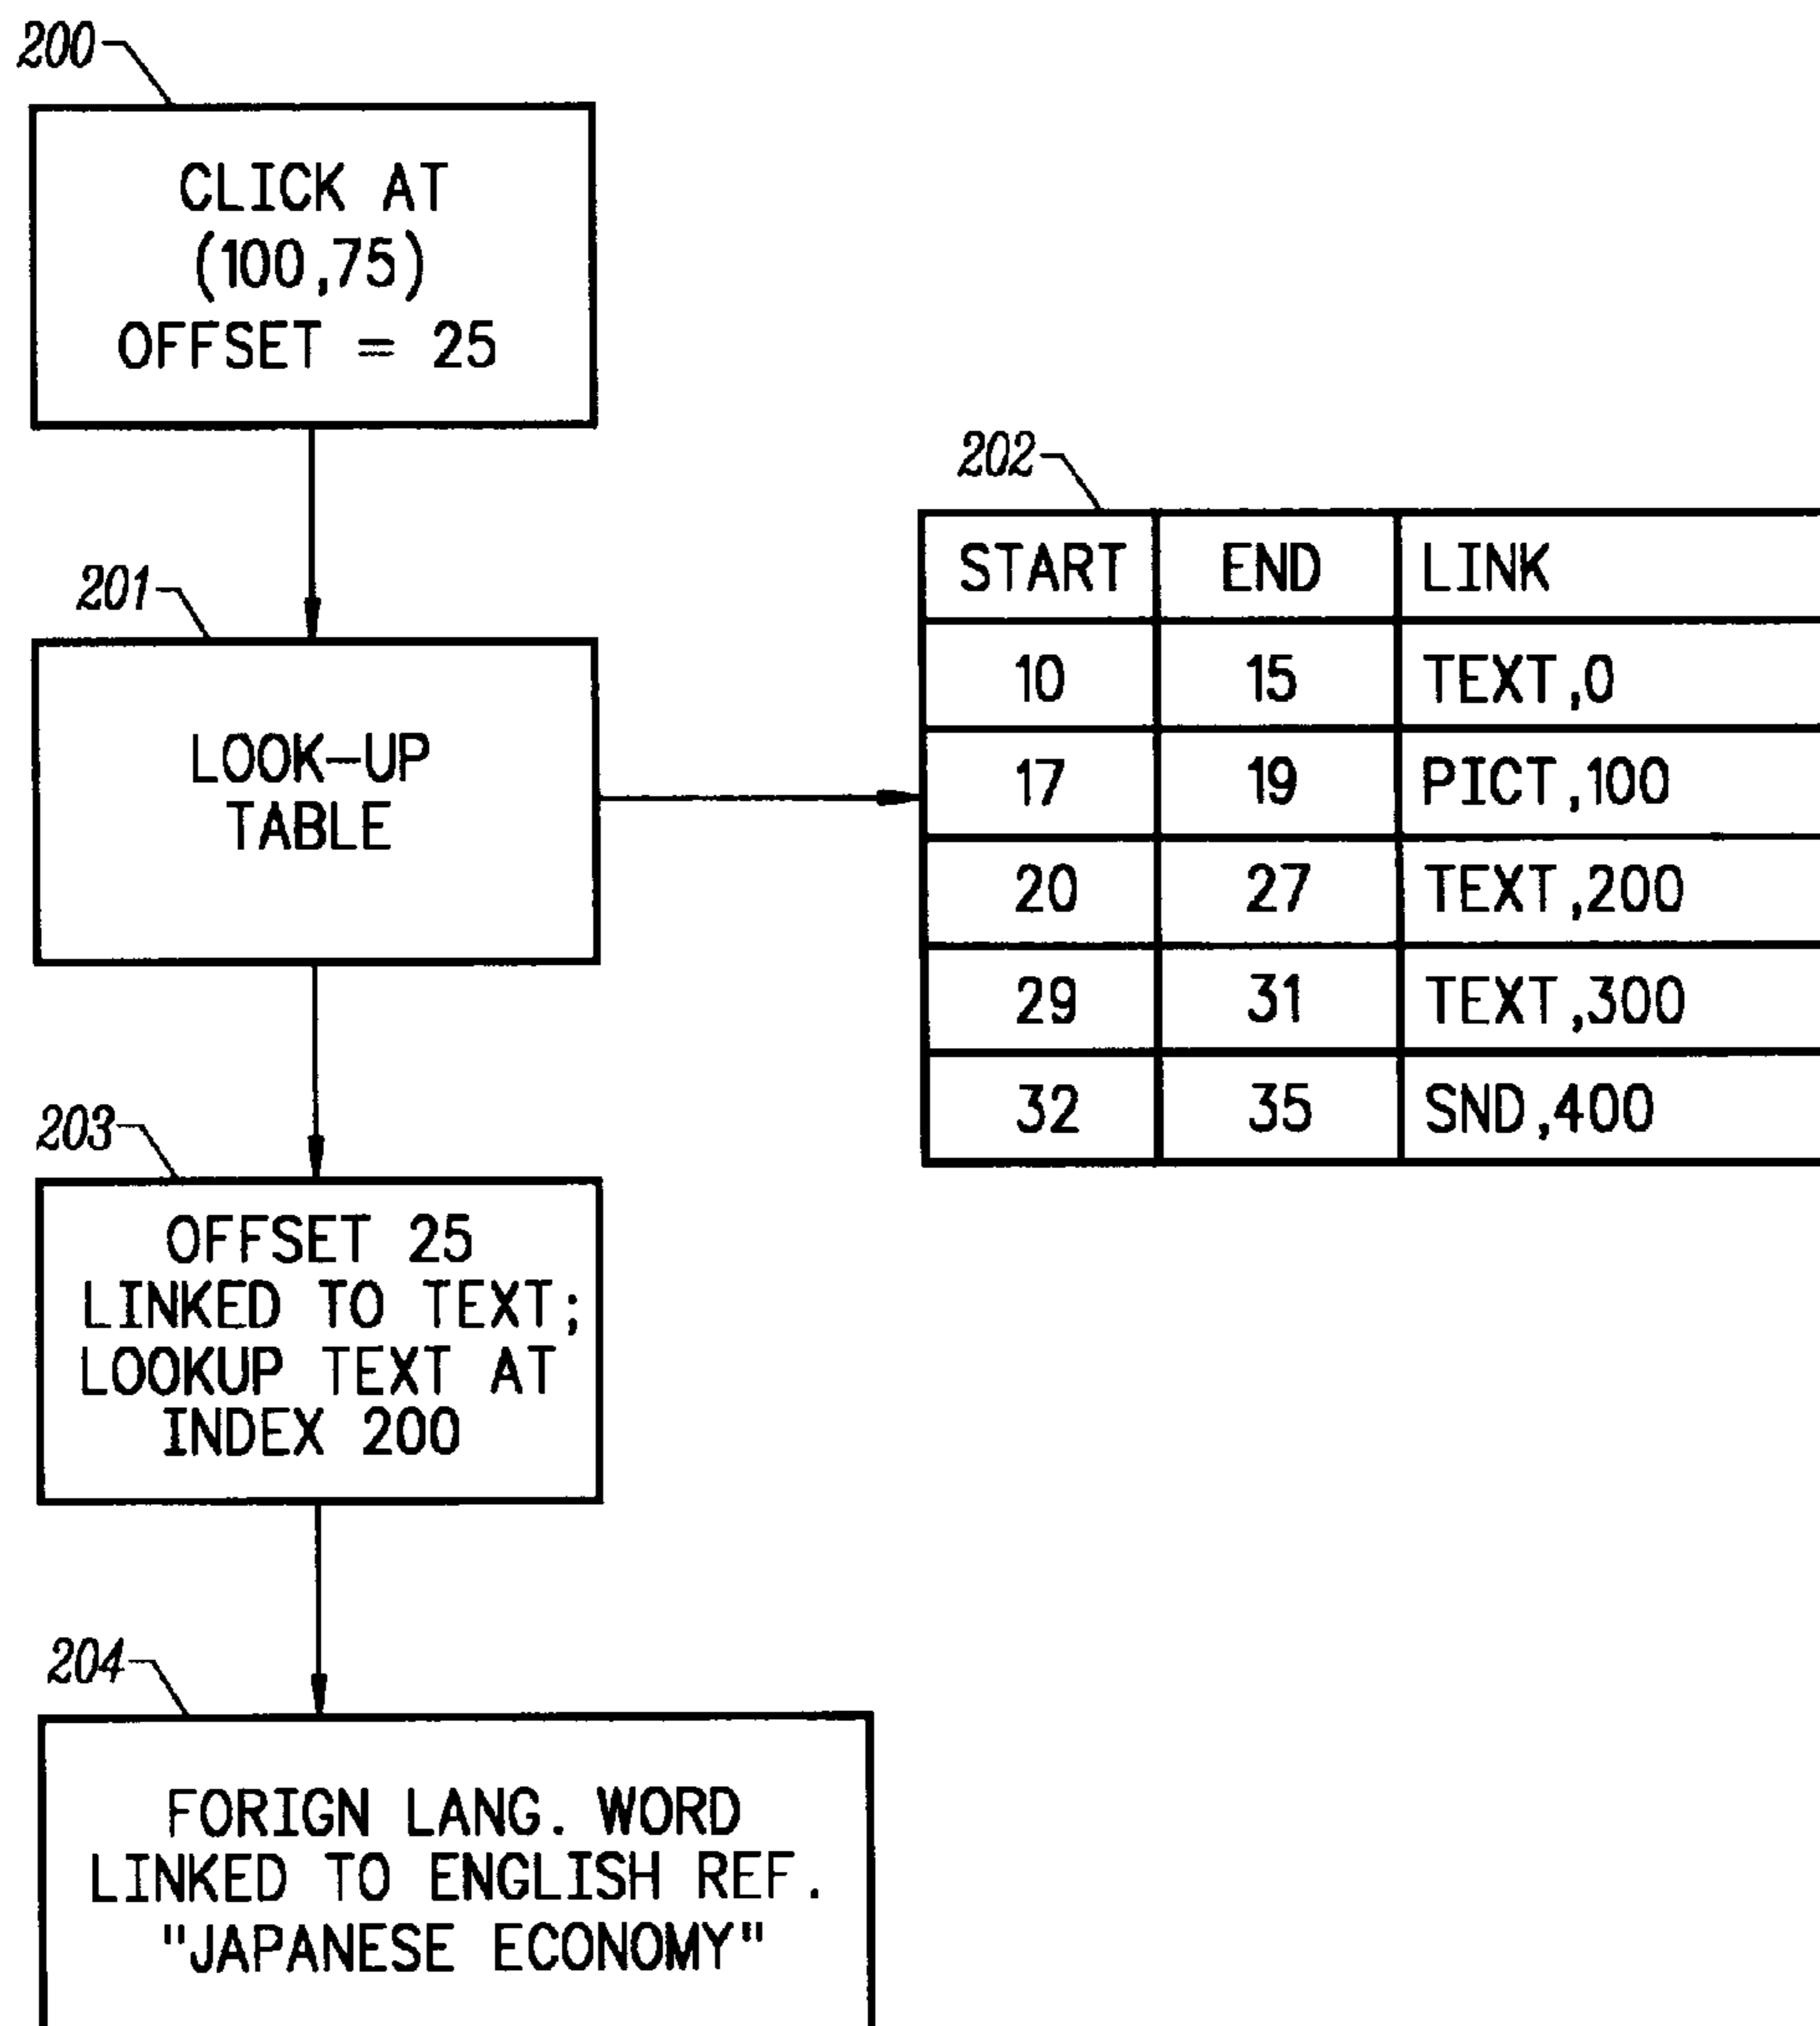 200
CLICK AT
(100,75)
OFFSET = 25
201
LOOK-UP
TABLE
202
START END LINK
10 15 TEXT,0
17 19 PICT,100
20 27 TEXT,200
29 31 TEXT,300
32 35 SND,400
203
OFFSET 25
LINKED TO TEXT;
LOOKUP TEXT AT
INDEX 200
204
FORIGN LANG. WORD
LINKED TO ENGLISH REF.
"JAPANESE ECONOMY"